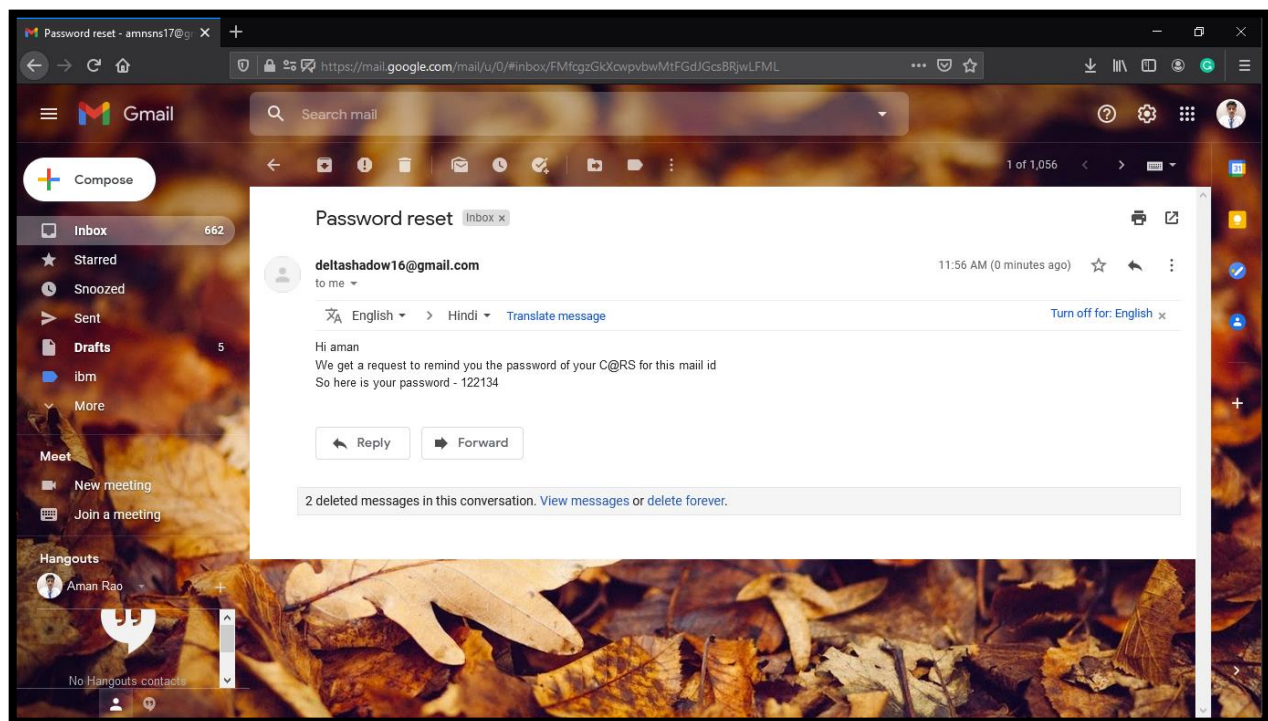 Password reset - amnsns17@gr
https://mail.google.com/mail/u/0/#inbox/FMfcgzGkXcwpvbwMtFGdJGcsBRjwLFML
Gmail
Search mail
Compose
1 of 1,056
31
Password reset Inbox x
Inbox 662
deltashadow16@gmail.com 11:56 AM (0 minutes ago)
Starred
to me
Snoozed
English > Hindi Translate message Turn off for: English x
Sent
Drafts 5
Hi aman
We get a request to remind you the password of your C@RS for this maiil id
ibm
So here is your password - 122134
More
Reply Forward
Meet
New meeting
2 deleted messages in this conversation. View messages or delete forever.
Join a meeting
Hangouts
Aman Rao
No Hangouts contacts